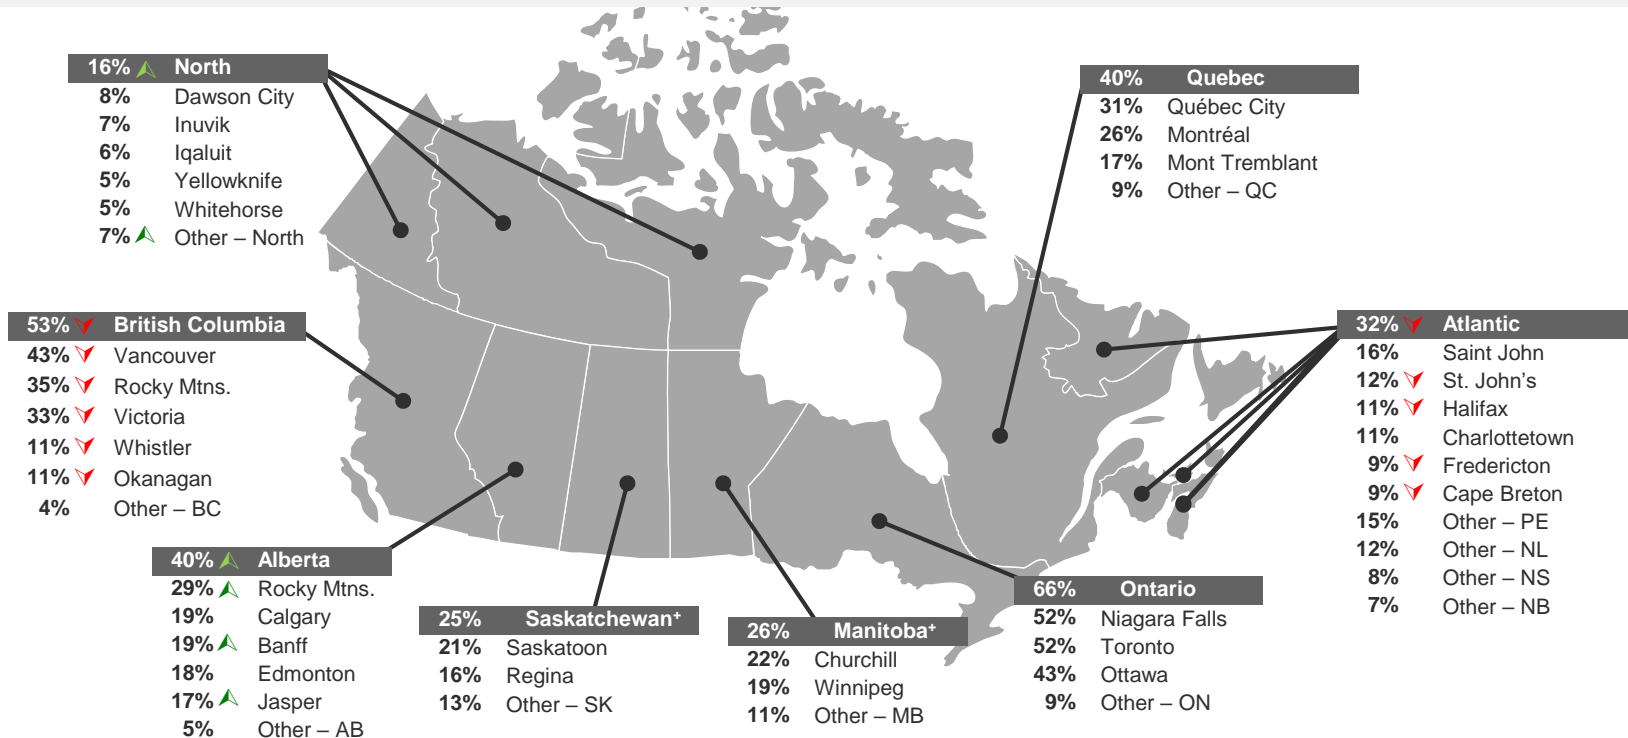 16% North
8% Dawson City
7% Inuvik
6% Iqaluit
5% Yellowknife
5% Whitehorse
7% Other – North
40% Quebec
31% Québec City
26% Montréal
17% Mont Tremblant
9% Other – QC
53% British Columbia
43% Vancouver
35% Rocky Mtns.
33% Victoria
11% Whistler
11% Okanagan
4% Other – BC
32% Atlantic
16% Saint John
12% St. John's
11% Halifax
11% Charlottetown
9% Fredericton
9% Cape Breton
15% Other – PE
12% Other – NL
8% Other – NS
7% Other – NB
40% Alberta
29% Rocky Mtns.
19% Calgary
19% Banff
18% Edmonton
17% Jasper
5% Other – AB
25% Saskatchewan+
21% Saskatoon
16% Regina
13% Other – SK
26% Manitoba+
22% Churchill
19% Winnipeg
11% Other – MB
66% Ontario
52% Niagara Falls
52% Toronto
43% Ottawa
9% Other – ON